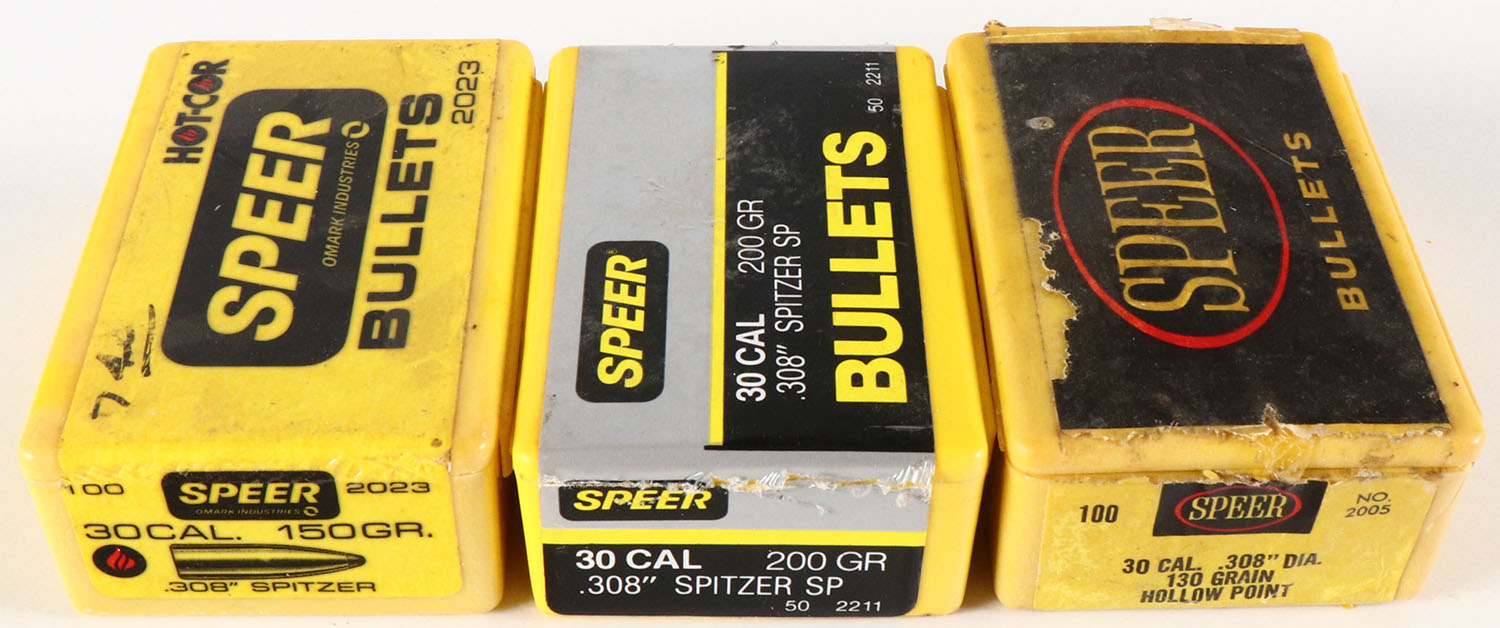 HOT-COR
SPEER
OMARK INDUSTRIES
BULLETS
2023
74
100 SPEER 2023
OMARK INDUSTRIES
30 CAL. 150 GR.
.308" SPITZER
SPEER
30 CAL 200 GR
.308" SPITZER SP
BULLETS
50 2211
SPEER
30 CAL 200 GR
.308" SPITZER SP
50 2211
SPEER
BULLETS
100 SPEER NO.
2005
30 CAL. .308" DIA.
130 GRAIN
HOLLOW POINT